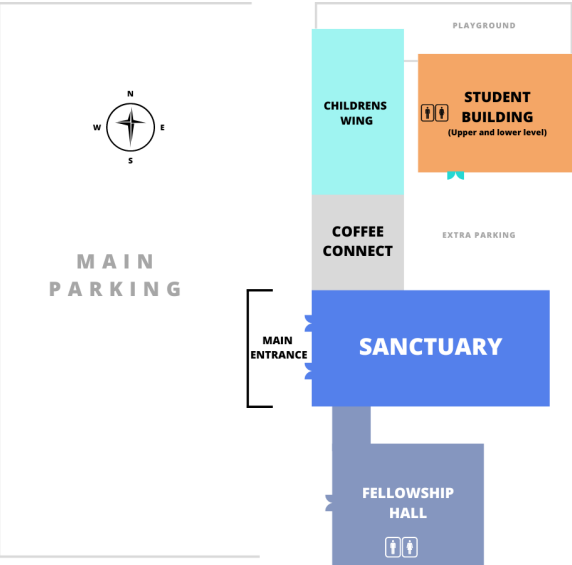 PLAYGROUND
CHILDRENS
WING
STUDENT
BUILDING
(Upper and lower level)
N
W
E
S
COFFEE
CONNECT
EXTRA PARKING
MAIN
PARKING
MAIN
ENTRANCE
SANCTUARY
FELLOWSHIP
HALL